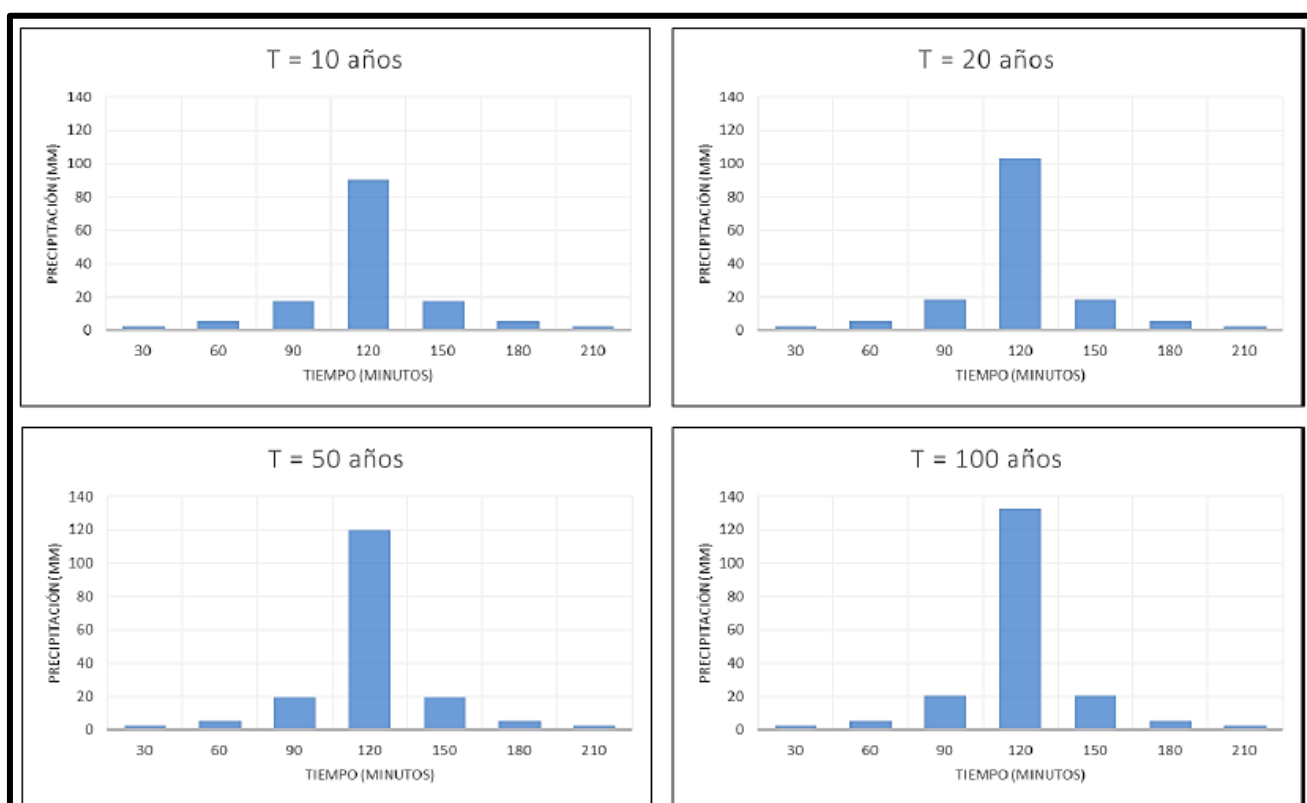 T = 10 años
PRECIPITACIÓN (MM)
140
120
100
80
60
40
20
0
30 60 90 120 150 180 210
TIEMPO (MINUTOS)
T = 20 años
PRECIPITACIÓN (MM)
140
120
100
80
60
40
20
0
30 60 90 120 150 180 210
TIEMPO (MINUTOS)
T = 50 años
PRECIPITACIÓN (MM)
140
120
100
80
60
40
20
0
30 60 90 120 150 180 210
TIEMPO (MINUTOS)
T = 100 años
PRECIPITACIÓN (MM)
140
120
100
80
60
40
20
0
30 60 90 120 150 180 210
TIEMPO (MINUTOS)